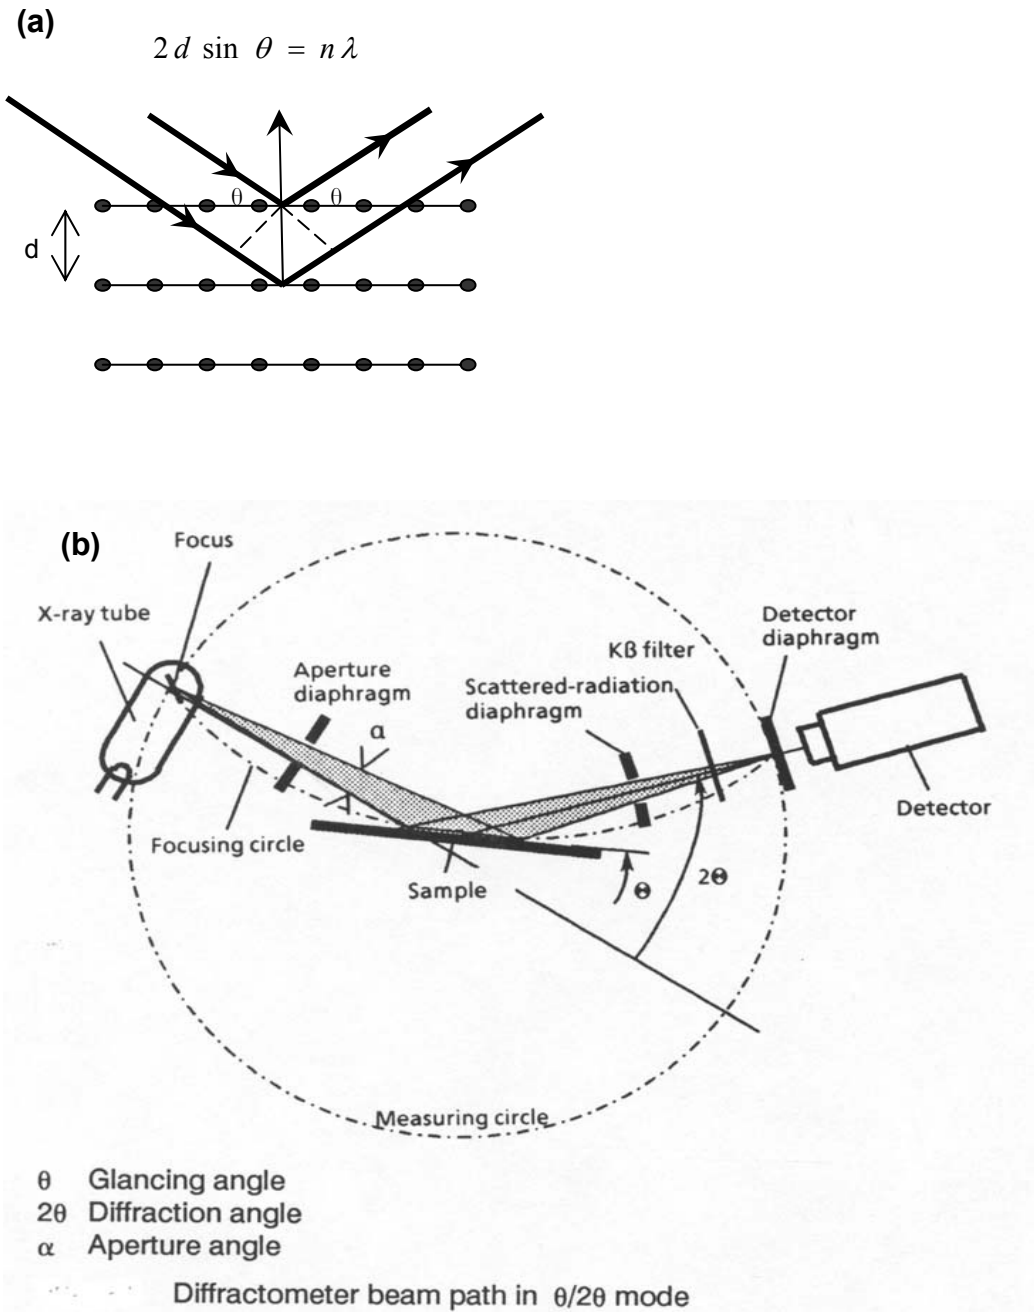 (a)
2 d sin θ = n λ
θ θ
d
(b)
Focus
X-ray tube
Aperture
diaphragm
α
Detector
diaphragm
Kß filter
Scattered-radiation
diaphragm
Detector
Focusing circle
Sample
Θ
2Θ
Measuring circle
θ Glancing angle
2θ Diffraction angle
α Aperture angle
Diffractometer beam path in θ/2θ mode